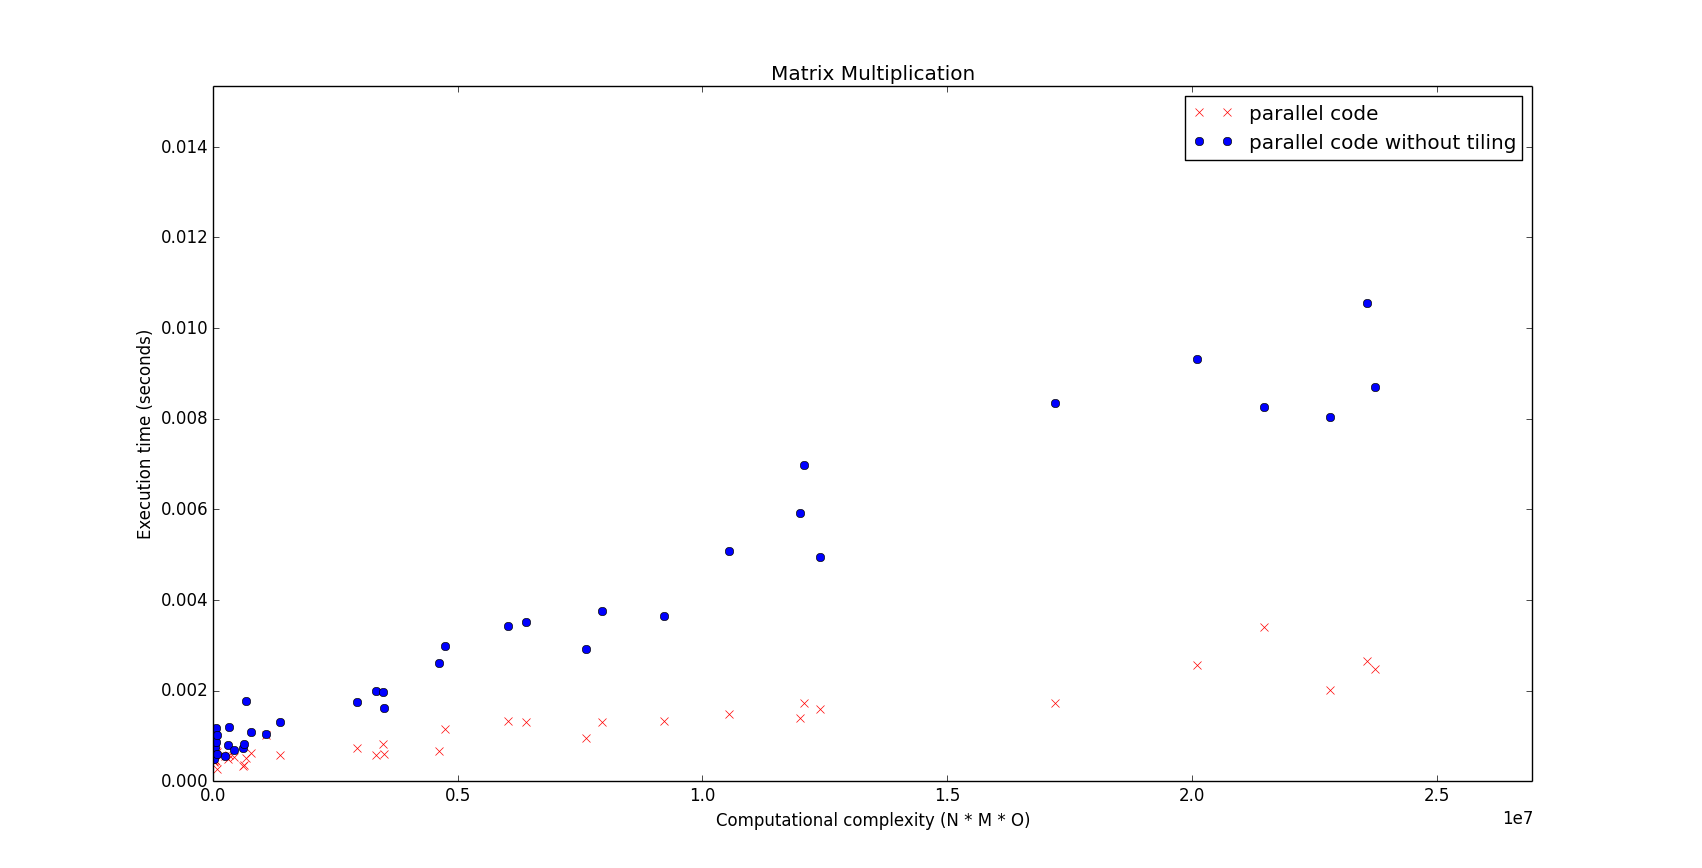 Matrix Multiplication
parallel code
parallel code without tiling
0.014
0.012
0.010
0.008
0.006
0.004
0.002
0.000
Execution time (seconds)
0.0 0.5 1.0 1.5 2.0 2.5
1e7
Computational complexity (N * M * O)